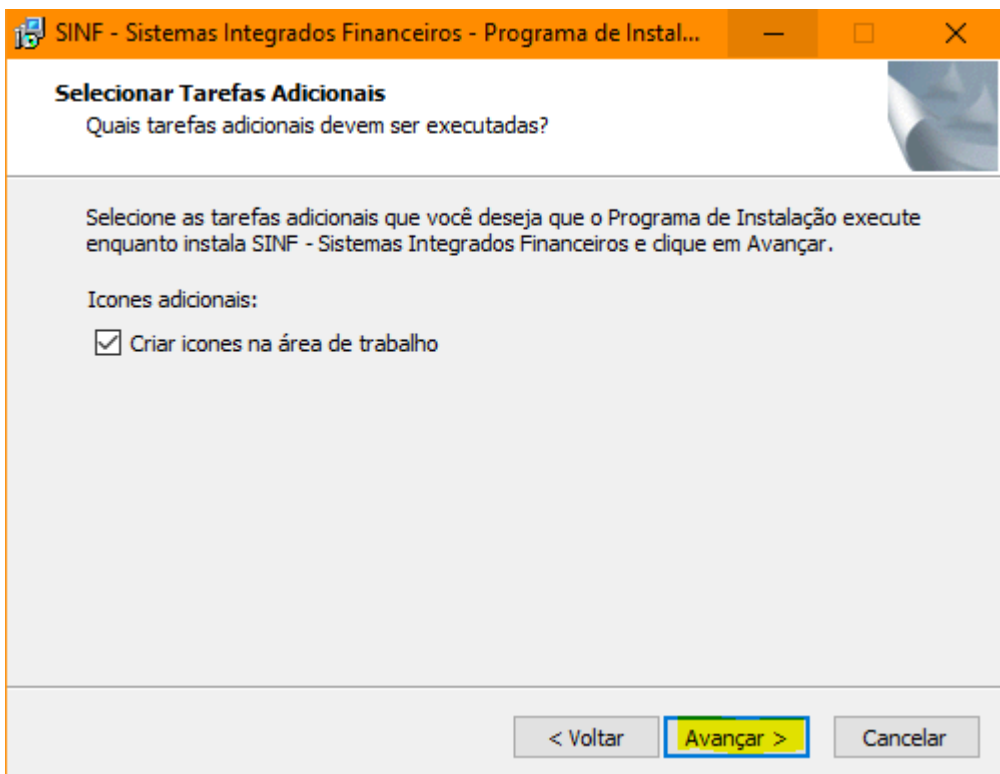 SINF - Sistemas Integrados Financeiros - Programa de Instal...
Selecionar Tarefas Adicionais
Quais tarefas adicionais devem ser executadas?
Selecione as tarefas adicionais que você deseja que o Programa de Instalação execute
enquanto instala SINF - Sistemas Integrados Financeiros e clique em Avançar.
Icones adicionais:
Criar icones na área de trabalho
< Voltar
Avançar >
Cancelar